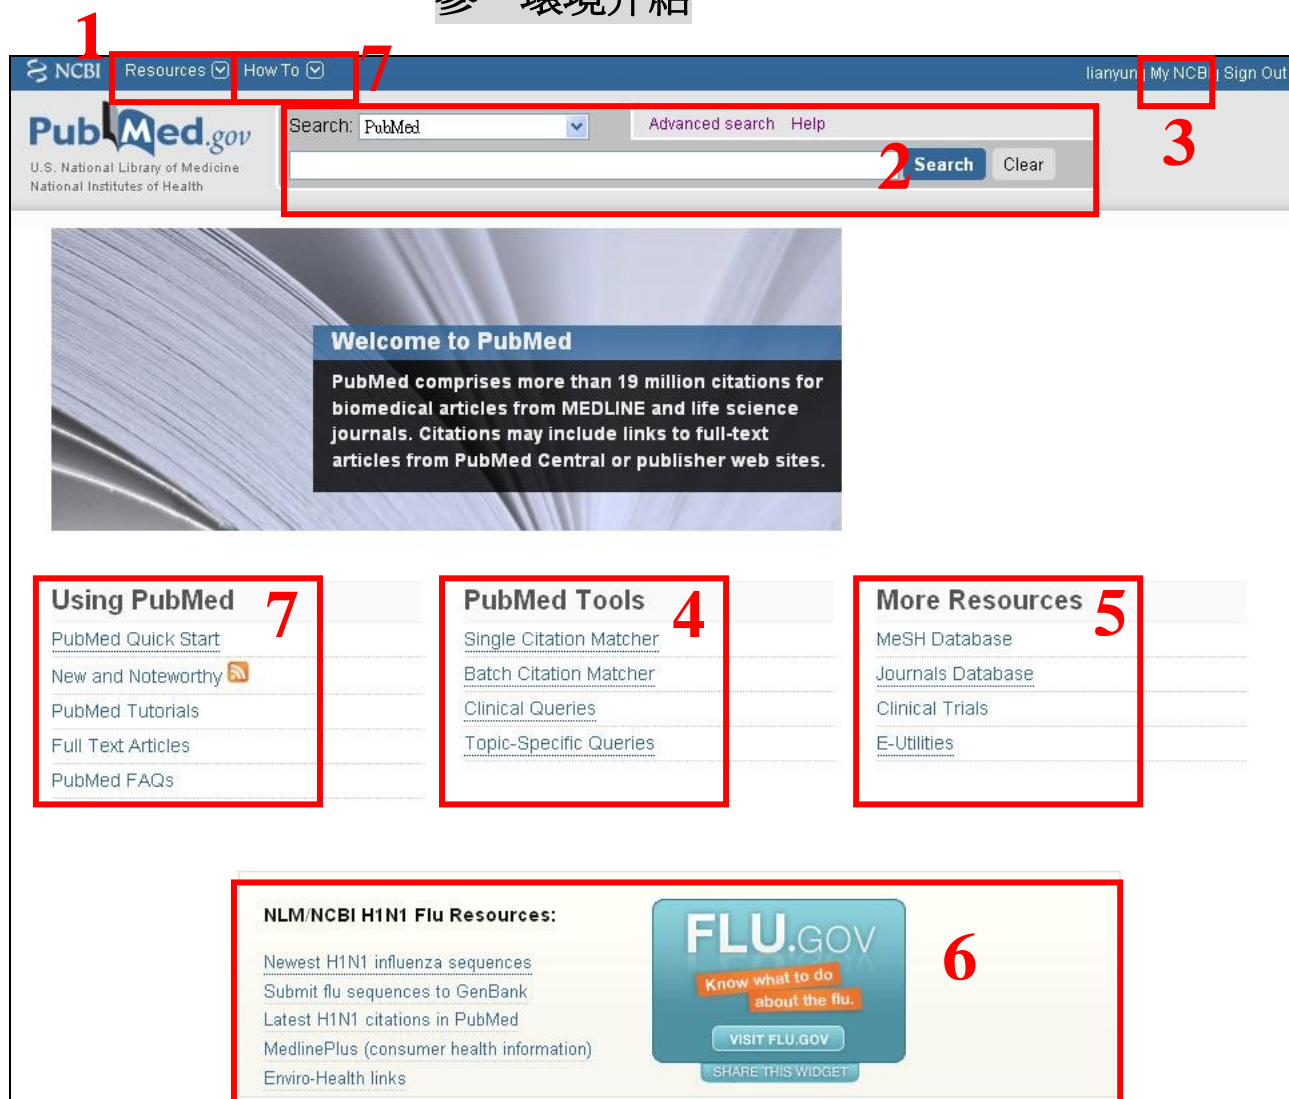 參 環境介紹
1 7
NCBI Resources How To lianyung My NCBI Sign Out
PubMed.gov
U.S. National Library of Medicine
National Institutes of Health
Search: PubMed Advanced search Help
2 Search Clear
3
Welcome to PubMed
PubMed comprises more than 19 million citations for
biomedical articles from MEDLINE and life science
journals. Citations may include links to full-text
articles from PubMed Central or publisher web sites.
Using PubMed 7
PubMed Quick Start
New and Noteworthy
PubMed Tutorials
Full Text Articles
PubMed FAQs
PubMed Tools 4
Single Citation Matcher
Batch Citation Matcher
Clinical Queries
Topic-Specific Queries
More Resources 5
MeSH Database
Journals Database
Clinical Trials
E-Utilities
NLM/NCBI H1N1 Flu Resources:
Newest H1N1 influenza sequences
Submit flu sequences to GenBank
Latest H1N1 citations in PubMed
MedlinePlus (consumer health information)
Enviro-Health links
FLU.GOV
Know what to do
about the flu.
VISIT FLU.GOV
SHARE THIS WIDGET
6